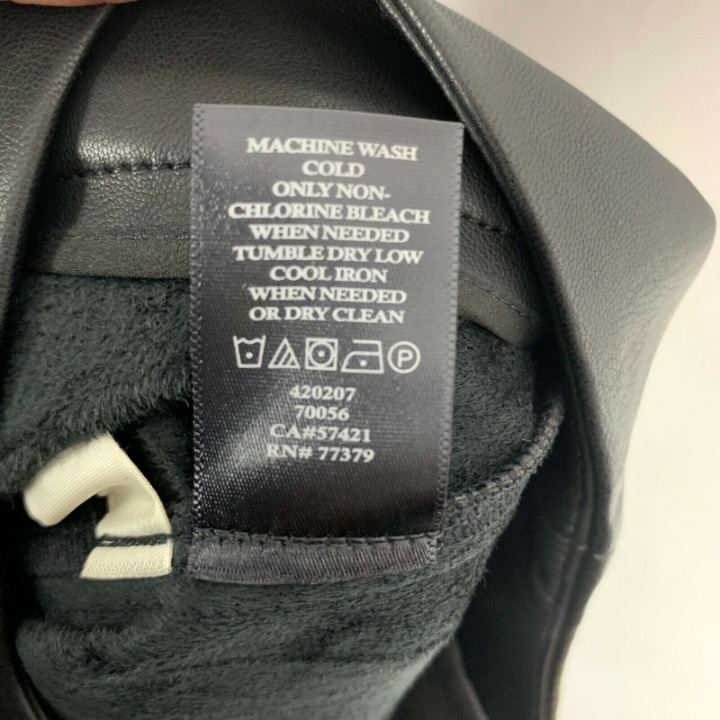 MACHINE WASH
COLD
ONLY NON-
CHLORINE BLEACH
WHEN NEEDED
TUMBLE DRY LOW
COOL IRON
WHEN NEEDED
OR DRY CLEAN
P
420207
70056
CA#57421
RN# 77379